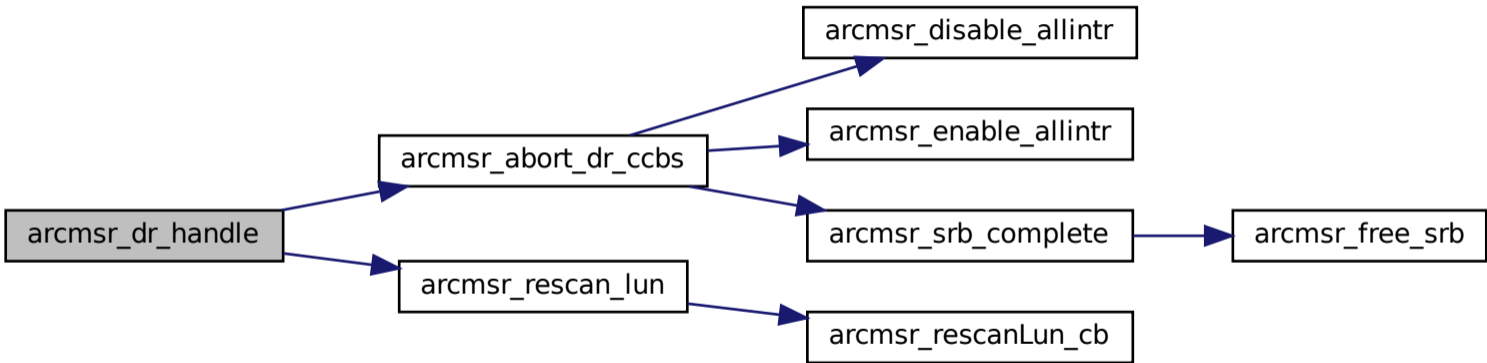 arcmsr_disable_allintr
arcmsr_enable_allintr
arcmsr_abort_dr_ccbs
arcmsr_dr_handle
arcmsr_srb_complete
arcmsr_free_srb
arcmsr_rescan_lun
arcmsr_rescanLun_cb